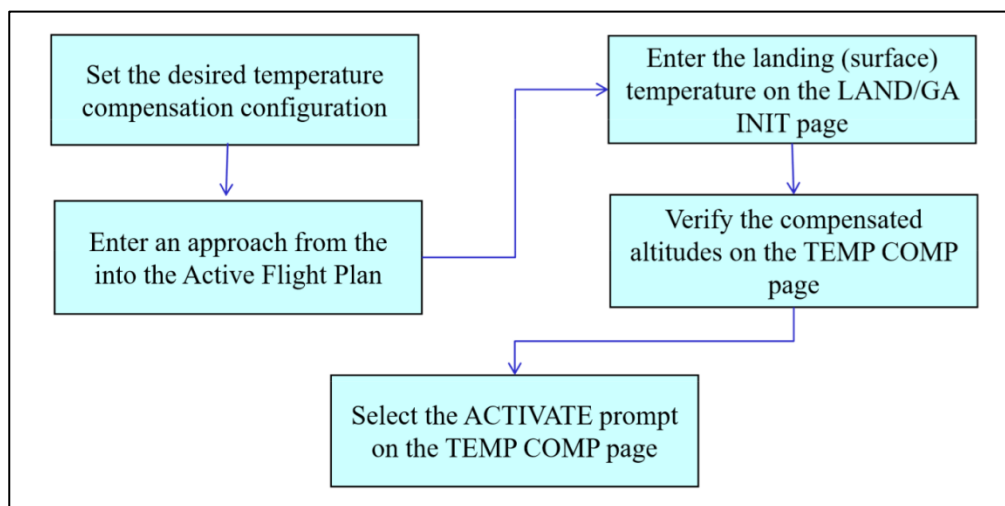 Set the desired temperature
compensation configuration
Enter an approach from the
into the Active Flight Plan
Enter the landing (surface)
temperature on the LAND/GA
INIT page
Verify the compensated
altitudes on the TEMP COMP
page
Select the ACTIVATE prompt
on the TEMP COMP page